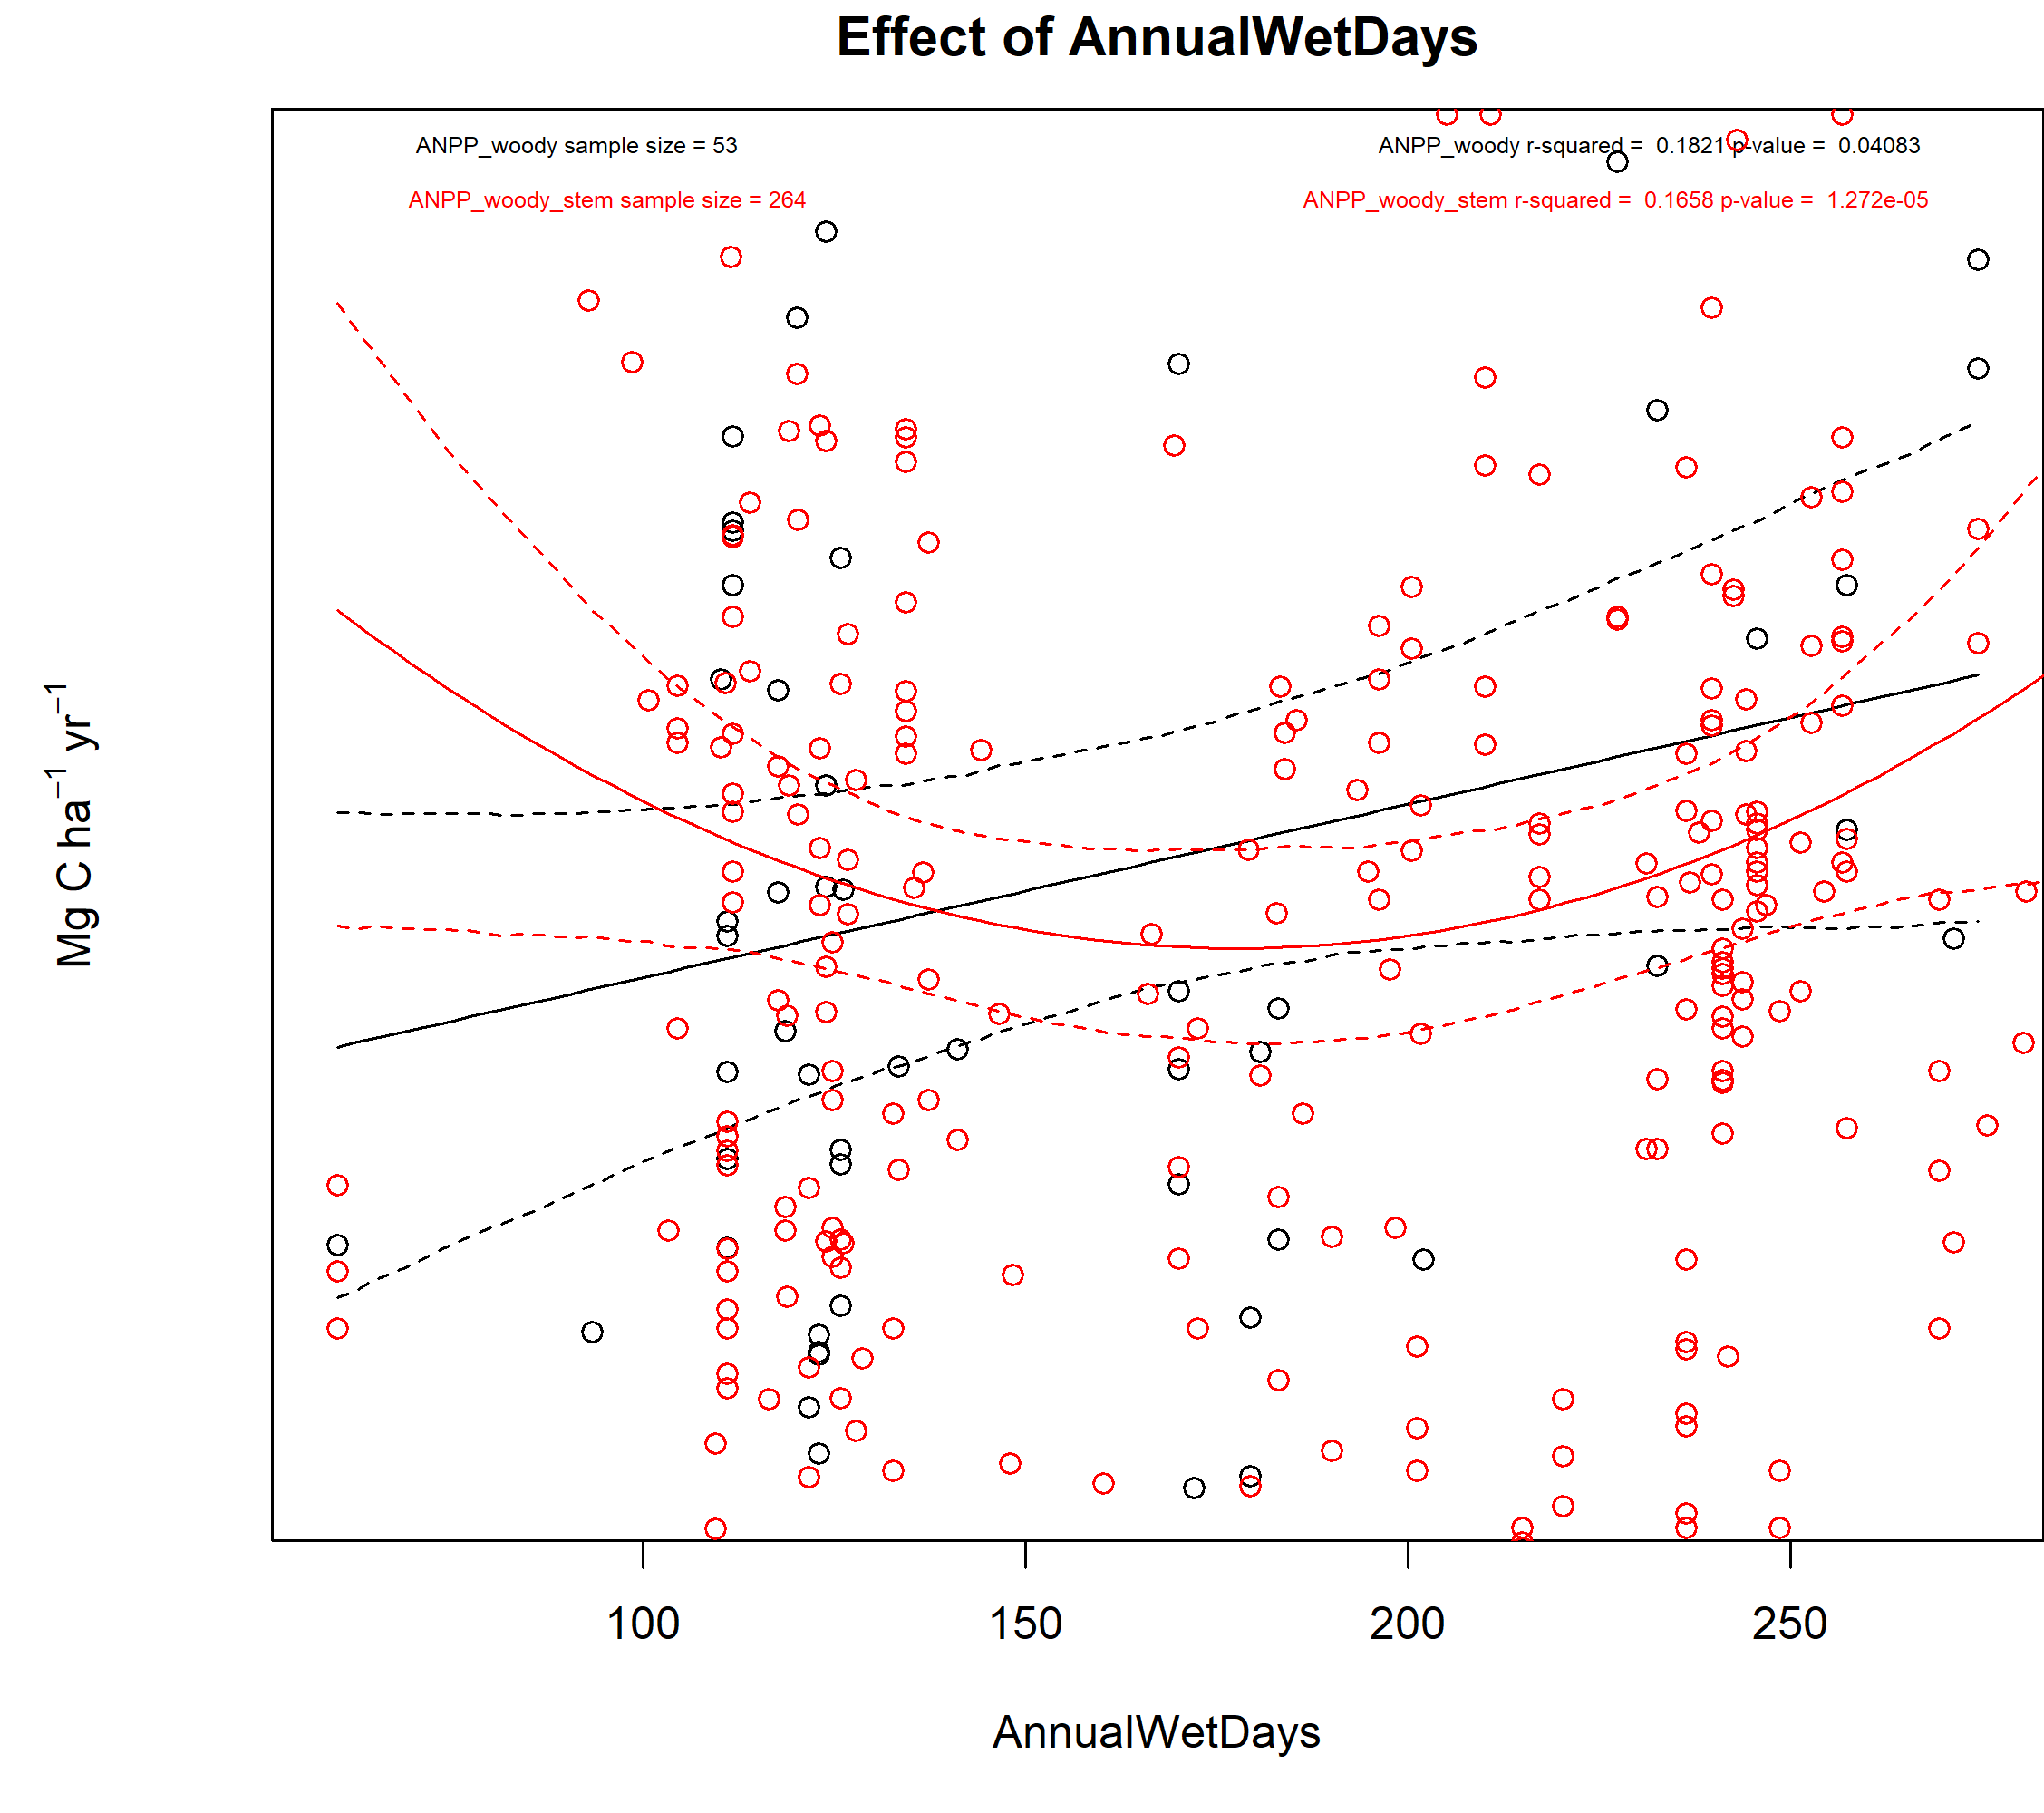 Effect of AnnualWetDays
ANPP_woody sample size = 53
ANPP_woody r-squared = 0.1821 p-value = 0.04083
ANPP_woody_stem sample size = 264
ANPP_woody_stem r-squared = 0.1658 p-value = 1.272e-05
Mg C ha⁻¹ yr⁻¹
100 150 200 250
AnnualWetDays